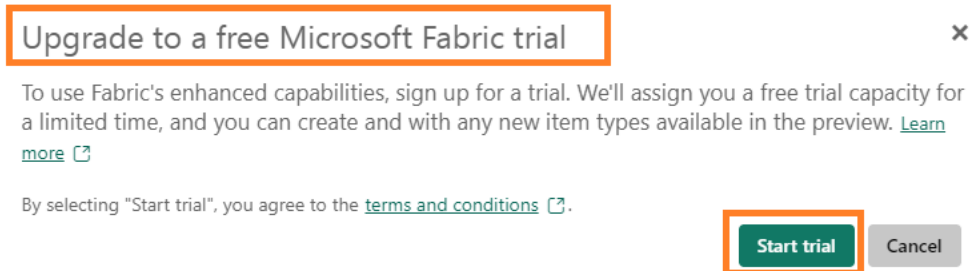 Upgrade to a free Microsoft Fabric trial
To use Fabric's enhanced capabilities, sign up for a trial. We'll assign you a free trial capacity for
a limited time, and you can create and with any new item types available in the preview. Learn
more
By selecting "Start trial", you agree to the terms and conditions .
Start trial Cancel